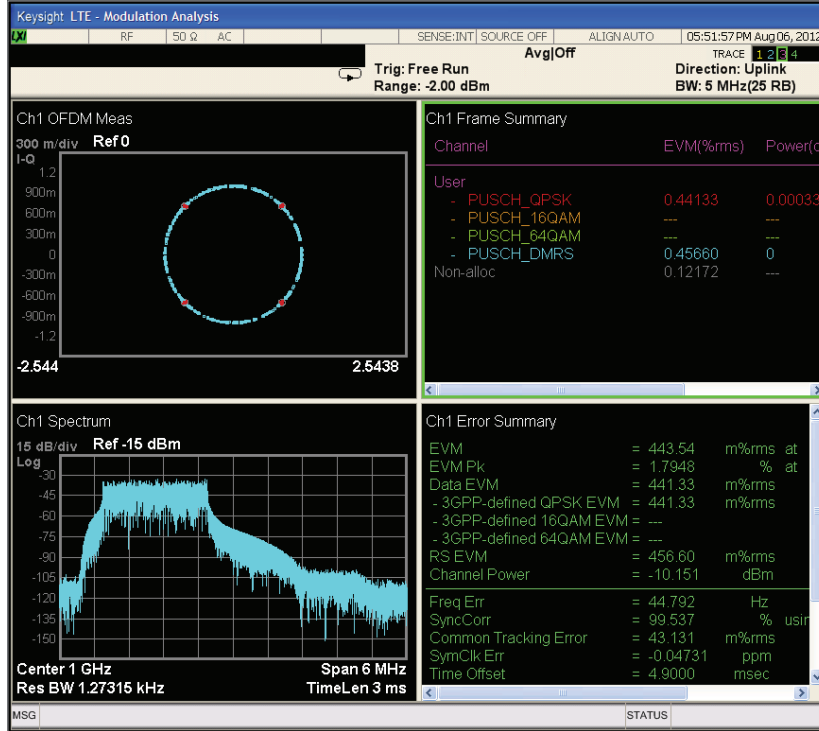 Keysight LTE - Modulation Analysis
LXI RF 50 Ω AC SENSE:INT SOURCE OFF ALIGN AUTO 05:51:57 PM Aug 06, 2012
Avg|Off TRACE 1 2 3 4
Trig: Free Run Direction: Uplink
Range: -2.00 dBm BW: 5 MHz(25 RB)
Ch1 OFDM Meas
300 m/div Ref 0
I-Q
1.2
900m
600m
300m
0
-300m
-600m
-900m
-1.2
-2.544 2.5438
Ch1 Frame Summary
Channel EVM(%rms) Power(d
User
- PUSCH_QPSK 0.44133 0.00033
- PUSCH_16QAM --- ---
- PUSCH_64QAM --- ---
- PUSCH_DMRS 0.45660 0
Non-alloc 0.12172 ---
Ch1 Spectrum
15 dB/div Ref -15 dBm
Log
-30
-45
-60
-75
-90
-105
-120
-135
-150
Center 1 GHz Span 6 MHz
Res BW 1.27315 kHz TimeLen 3 ms
Ch1 Error Summary
EVM = 443.54 m%rms at
EVM Pk = 1.7948 % at
Data EVM = 441.33 m%rms
- 3GPP-defined QPSK EVM = 441.33 m%rms
- 3GPP-defined 16QAM EVM = ---
- 3GPP-defined 64QAM EVM = ---
RS EVM = 456.60 m%rms
Channel Power = -10.151 dBm
Freq Err = 44.792 Hz
SyncCorr = 99.537 % usin
Common Tracking Error = 43.131 m%rms
SymClk Err = -0.04731 ppm
Time Offset = 4.9000 msec
MSG STATUS